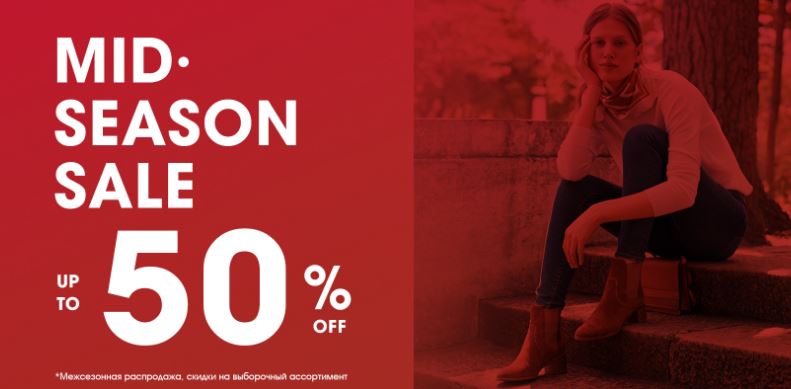 MID·
SEASON
SALE
UP TO 50% OFF
*Межсезонная распродажа, скидки на выборочный ассортимент